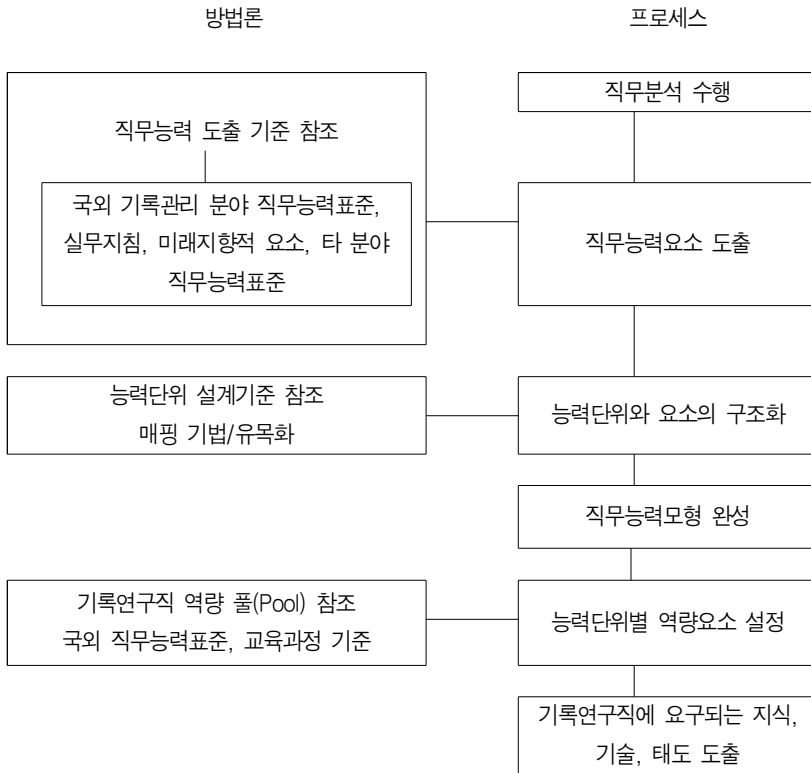 방법론
프로세스
직무분석 수행
직무능력 도출 기준 참조
국외 기록관리 분야 직무능력표준,
실무지침, 미래지향적 요소, 타 분야
직무능력표준
직무능력요소 도출
능력단위 설계기준 참조
매핑 기법/유목화
능력단위와 요소의 구조화
직무능력모형 완성
기록연구직 역량 풀(Pool) 참조
국외 직무능력표준, 교육과정 기준
능력단위별 역량요소 설정
기록연구직에 요구되는 지식,
기술, 태도 도출